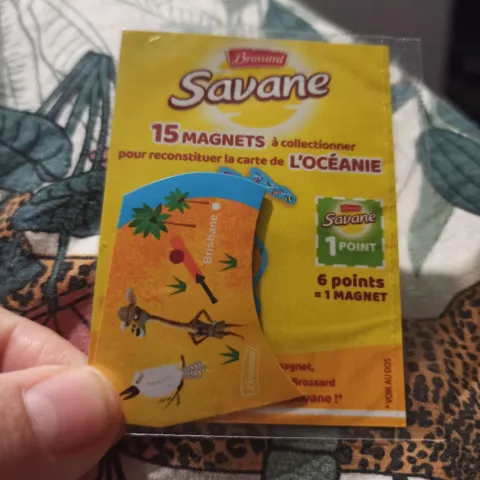 Brossard
Savane
15 MAGNETS à collectionner
pour reconstituer la carte de L'OCÉANIE
Brisbane
Savane
1 POINT
6 points
= 1 MAGNET
Brossard
magnet,
Brossard
vane !*
* VOIR AU DOS